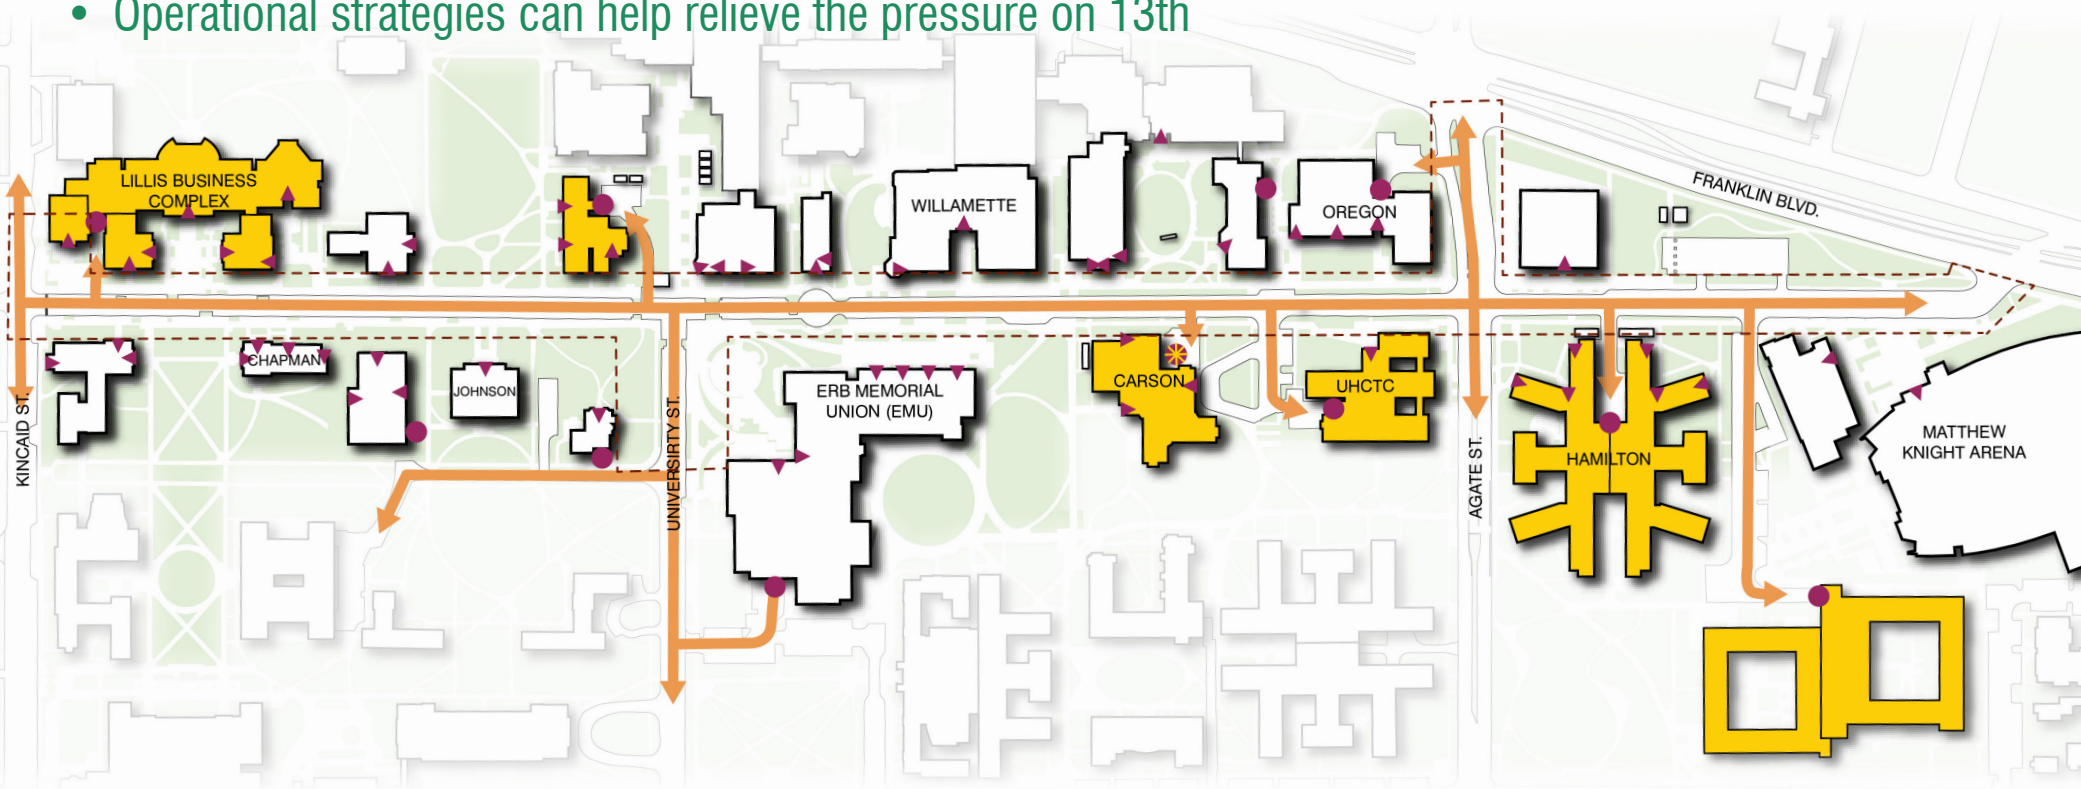 • Operational strategies can help relieve the pressure on 13th
LILLIS BUSINESS
COMPLEX
WILLAMETTE
OREGON
FRANKLIN BLVD.
CHAPMAN
JOHNSON
ERB MEMORIAL
UNION (EMU)
CARSON
UHCTC
HAMILTON
MATTHEW
KNIGHT ARENA
KINCAID ST.
UNIVERSIRTY ST.
AGATE ST.